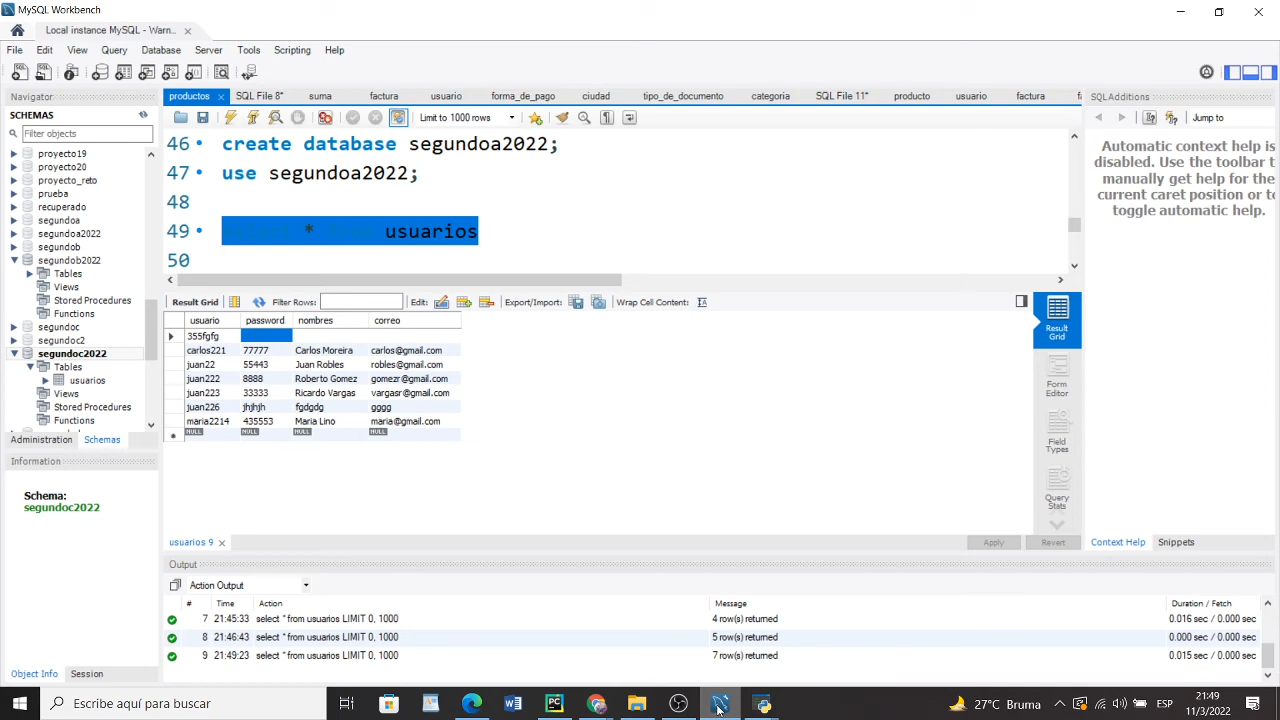 MySQL Workbench
Local instance MySQL - Warn...
File Edit View Query Database Server Tools Scripting Help
Navigator
SCHEMAS
Filter objects
proyecto19
proyecto20
proyecto_reto
prueba
recuperado
segundoa
segundoa2022
segundob
segundob2022
Tables
Views
Stored Procedures
Functions
segundoc
segundoc2
segundoc2022
Tables
usuarios
Views
Stored Procedures
Functions
Administration Schemas
Information
Schema:
segundoc2022
Object Info Session
productos SQL File 8* suma factura usuario forma_de_pago ciudad tipo_de_documento categoria SQL File 11* producto usuario factura
Limit to 1000 rows
46 create database segundoa2022;
47 use segundoa2022;
48
49 select * from usuarios
50
Result Grid Filter Rows: Edit: Export/Import: Wrap Cell Content:
usuario password nombres correo
355fgfg
carlos221 77777 Carlos Moreira carlos@gmail.com
juan22 55443 Juan Robles robles@gmail.com
juan222 8888 Roberto Gomez gomezr@gmail.com
juan223 33333 Ricardo Vargas vargasr@gmail.com
juan226 jhjhjh fgdgdg gggg
maria2214 435553 Maria Lino maria@gmail.com
NULL NULL NULL NULL
Result Grid
Form Editor
Field Types
Query Stats
usuarios 9 Apply Revert
Output
Action Output
# Time Action Message Duration / Fetch
7 21:45:33 select * from usuarios LIMIT 0, 1000 4 row(s) returned 0.016 sec / 0.000 sec
8 21:46:43 select * from usuarios LIMIT 0, 1000 5 row(s) returned 0.000 sec / 0.000 sec
9 21:49:23 select * from usuarios LIMIT 0, 1000 7 row(s) returned 0.015 sec / 0.000 sec
SQLAdditions
Jump to
Automatic context help is
disabled. Use the toolbar t
manually get help for the
current caret position or to
toggle automatic help.
Context Help Snippets
Escribe aquí para buscar
27°C Bruma ESP 21:49
11/3/2022